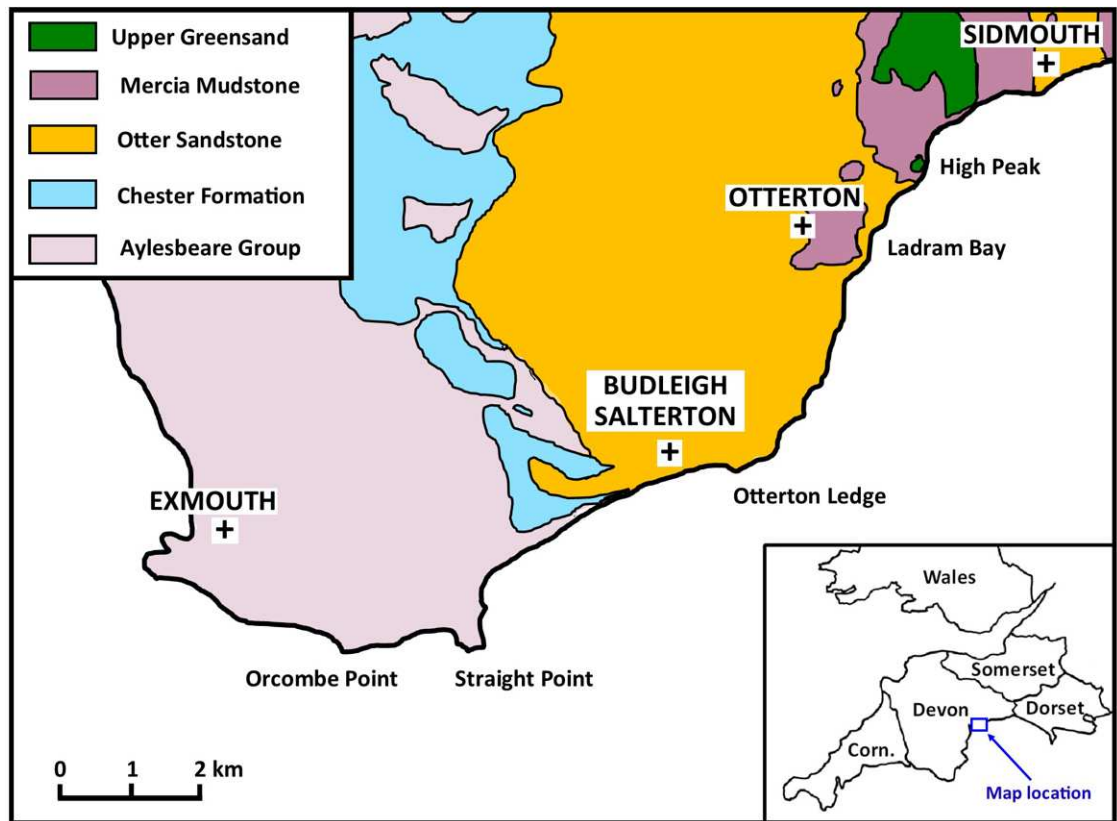 Upper Greensand
Mercia Mudstone
Otter Sandstone
Chester Formation
Aylesbeare Group
SIDMOUTH
High Peak
OTTERTON
Ladram Bay
BUDLEIGH
SALTERTON
Otterton Ledge
EXMOUTH
Orcombe Point
Straight Point
0 1 2 km
Wales
Somerset
Devon
Dorset
Corn.
Map location